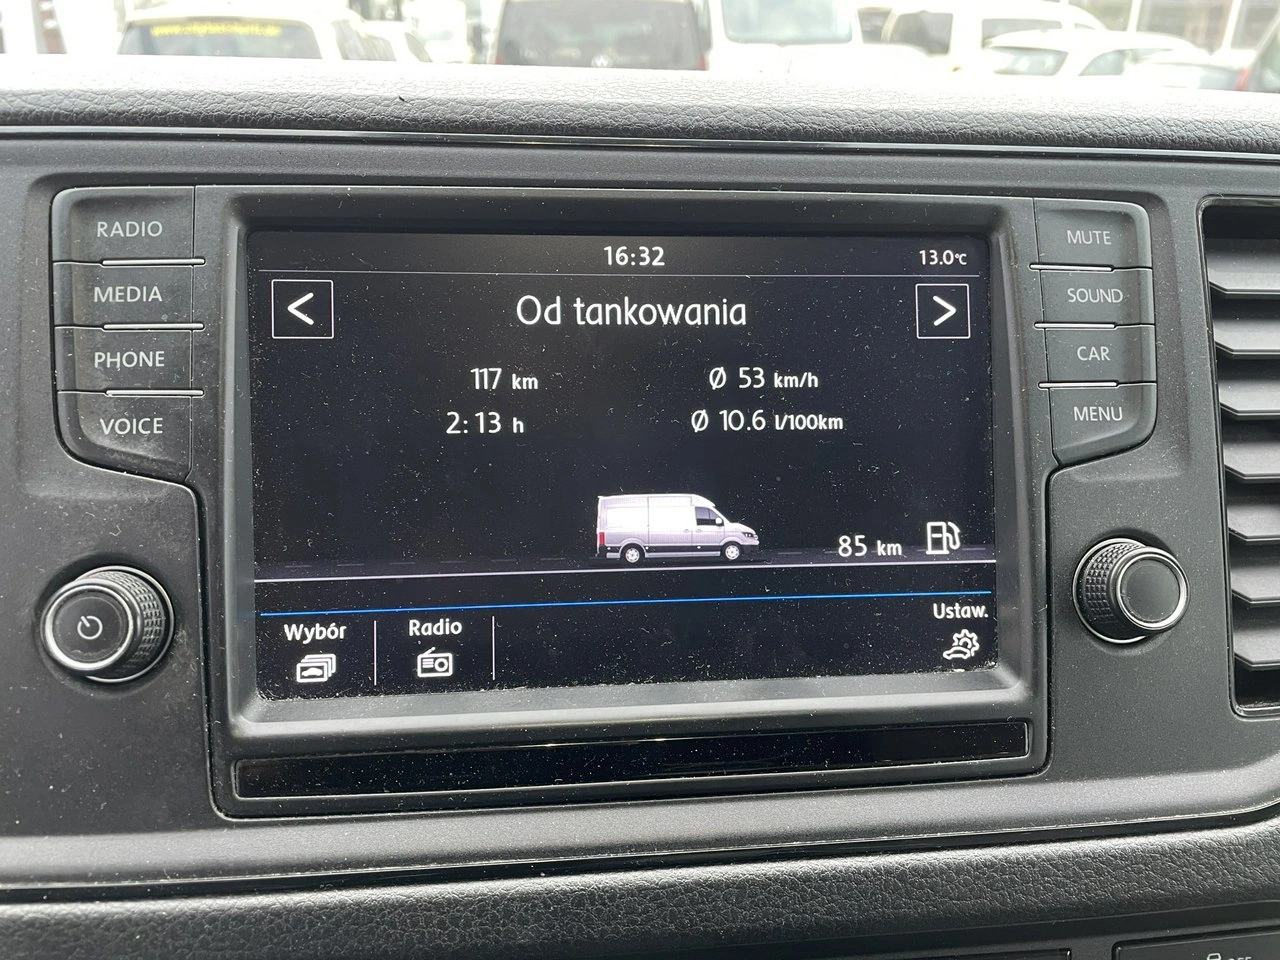 RADIO
MEDIA
PHONE
VOICE
16:32
13.0°C
<
Od tankowania
>
117 km
Ø 53 km/h
2:13 h
Ø 10.6 l/100km
85 km
Wybór
Radio
Ustaw.
MUTE
SOUND
CAR
MENU
OFF